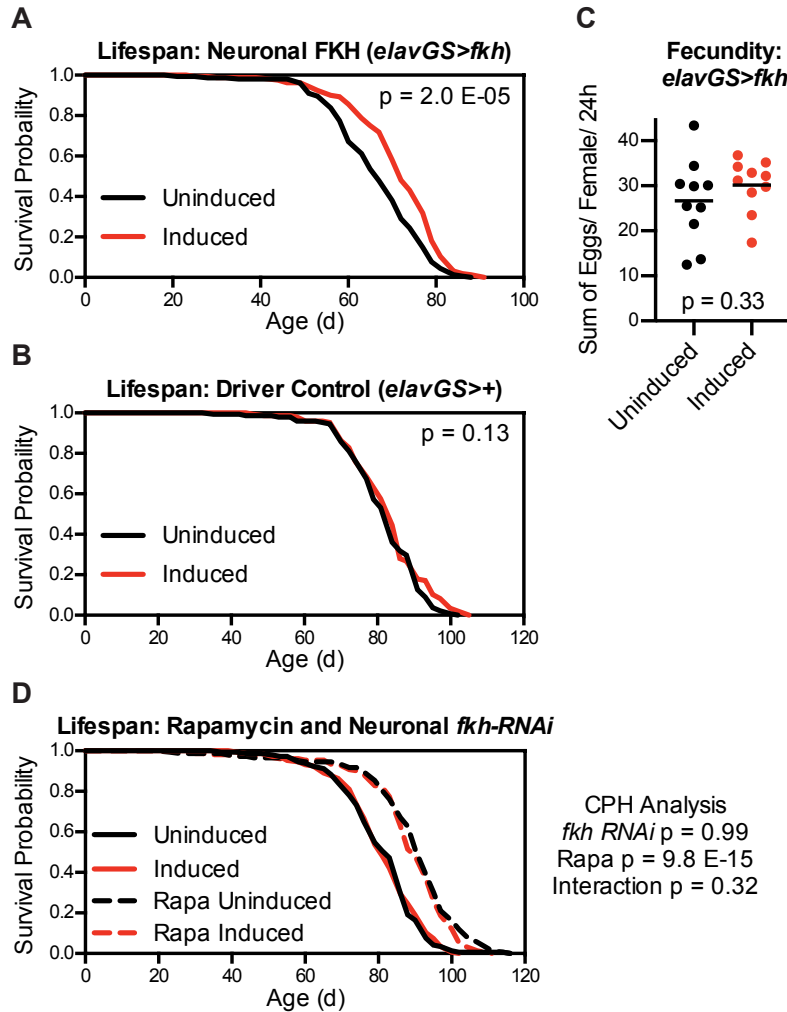 A
Lifespan: Neuronal FKH (elavGS>fkh)
p = 2.0 E-05
Survival Probaility
1.0
0.8
0.6
0.4
0.2
0.0
Uninduced
Induced
0 20 40 60 80 100
Age (d)
C
Fecundity:
elavGS>fkh
Sum of Eggs/ Female/ 24h
40
30
20
10
0
p = 0.33
Uninduced
Induced
B
Lifespan: Driver Control (elavGS>+)
p = 0.13
Survival Probaility
1.0
0.8
0.6
0.4
0.2
0.0
Uninduced
Induced
0 20 40 60 80 100 120
Age (d)
D
Lifespan: Rapamycin and Neuronal fkh-RNAi
Survival Probability
1.0
0.8
0.6
0.4
0.2
0.0
Uninduced
Induced
Rapa Uninduced
Rapa Induced
0 20 40 60 80 100 120
Age (d)
CPH Analysis
fkh RNAi p = 0.99
Rapa p = 9.8 E-15
Interaction p = 0.32